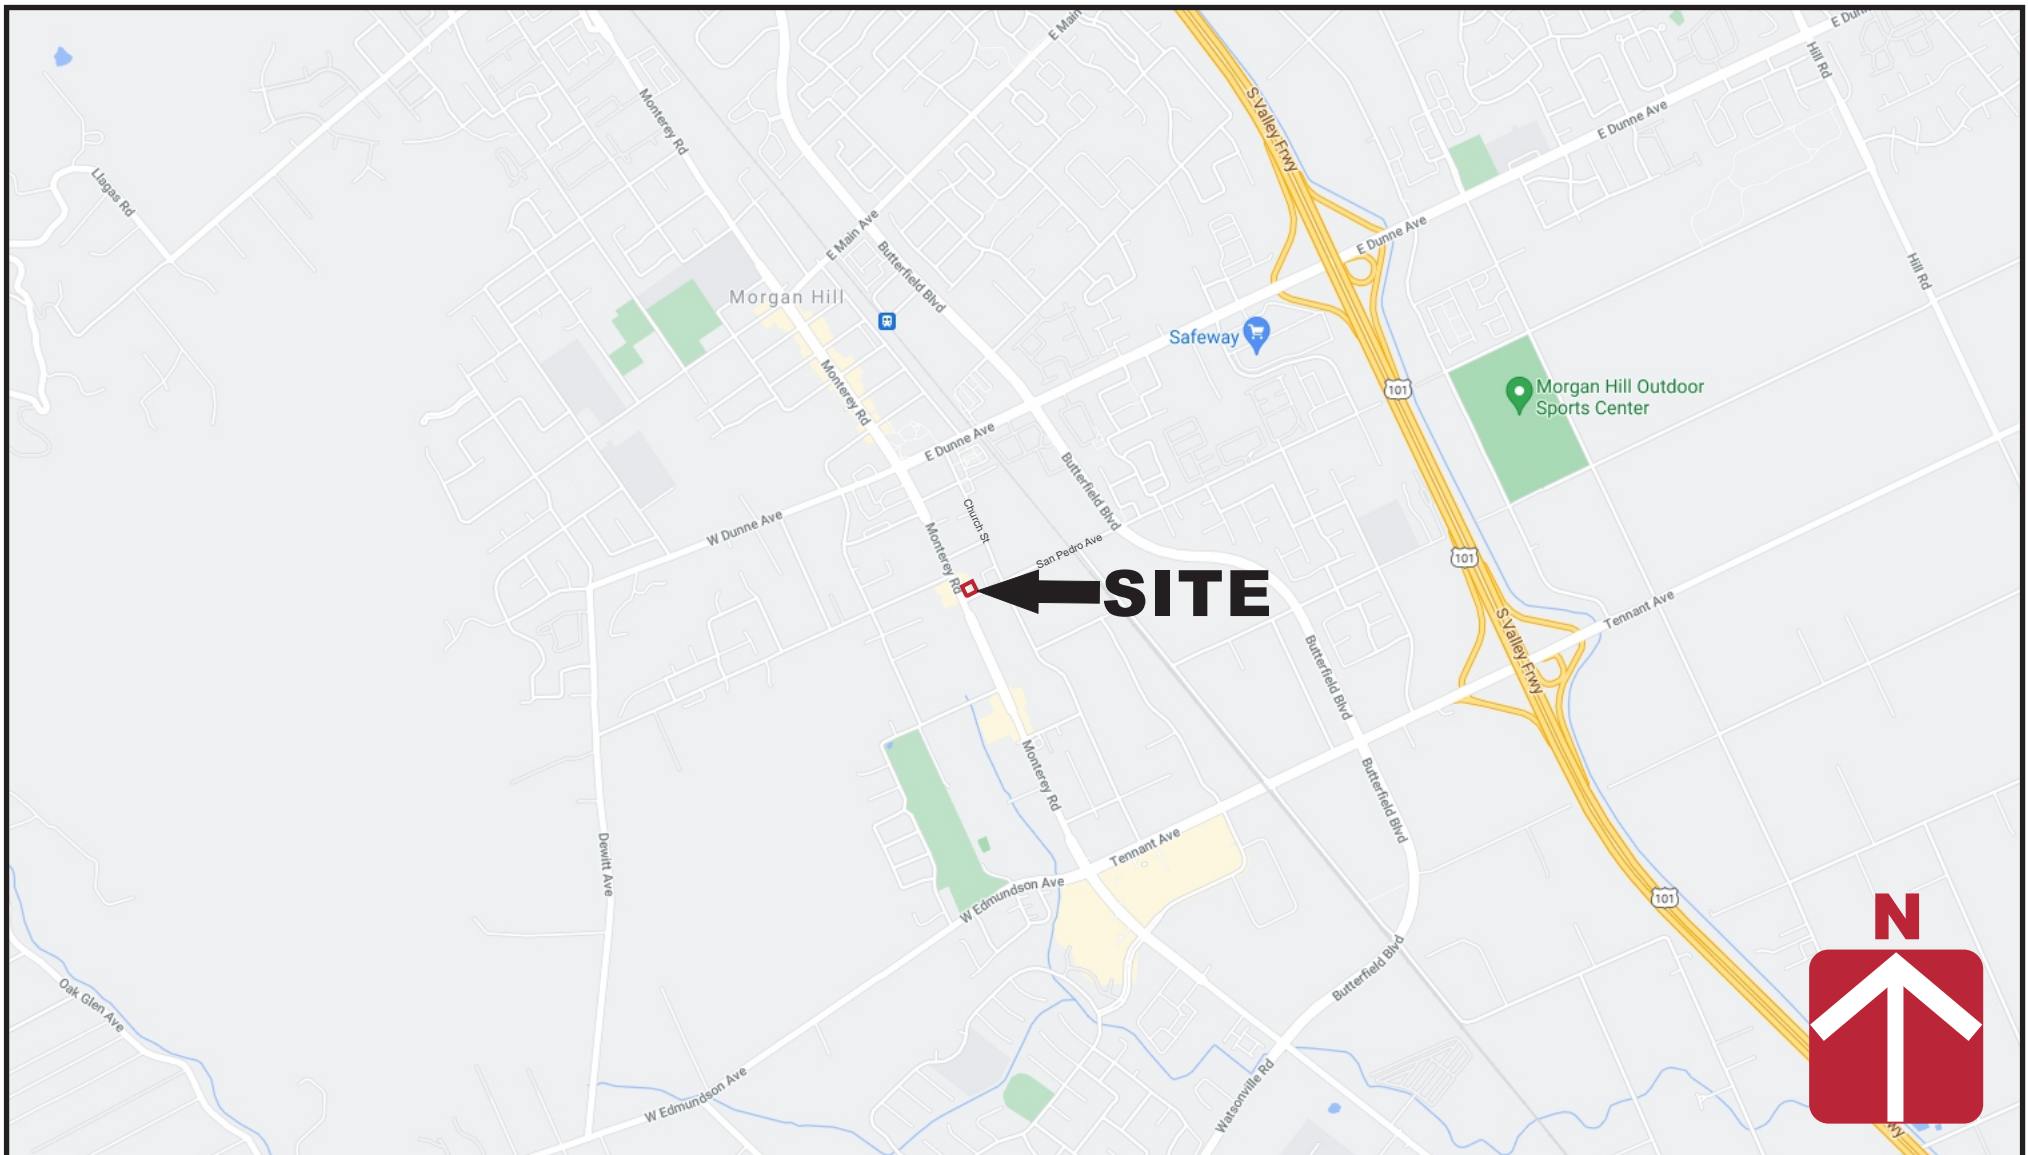 E Main
E Dun
Hill Rd
Monterey Rd
S Valley Frwy
E Dunne Ave
Llagas Rd
E Main Ave
E Dunne Ave
Butterfield Blvd
Hill Rd
Morgan Hill
Safeway
Monterey Rd
101
Morgan Hill Outdoor
Sports Center
E Dunne Ave
Butterfield Blvd
W Dunne Ave
Church St
Monterey Rd
San Pedro Ave
101
SITE
Tennant Ave
S Valley Frwy
Butterfield Blvd
Monterey Rd
Butterfield Blvd
Dewitt Ave
Tennant Ave
W Edmundson Ave
101
N
Butterfield Blvd
Oak Glen Ave
W Edmundson Ave
Watsonville Rd
wy